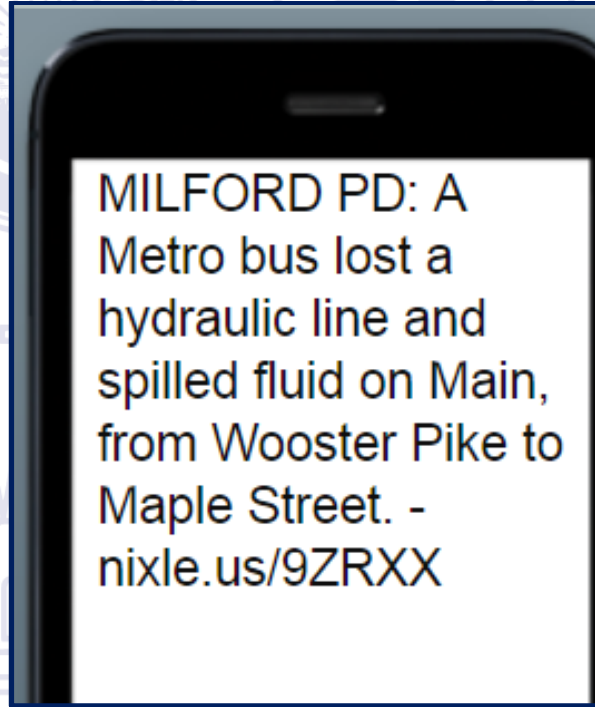 MILFORD PD: A
Metro bus lost a
hydraulic line and
spilled fluid on Main,
from Wooster Pike to
Maple Street. -
nixle.us/9ZRXX